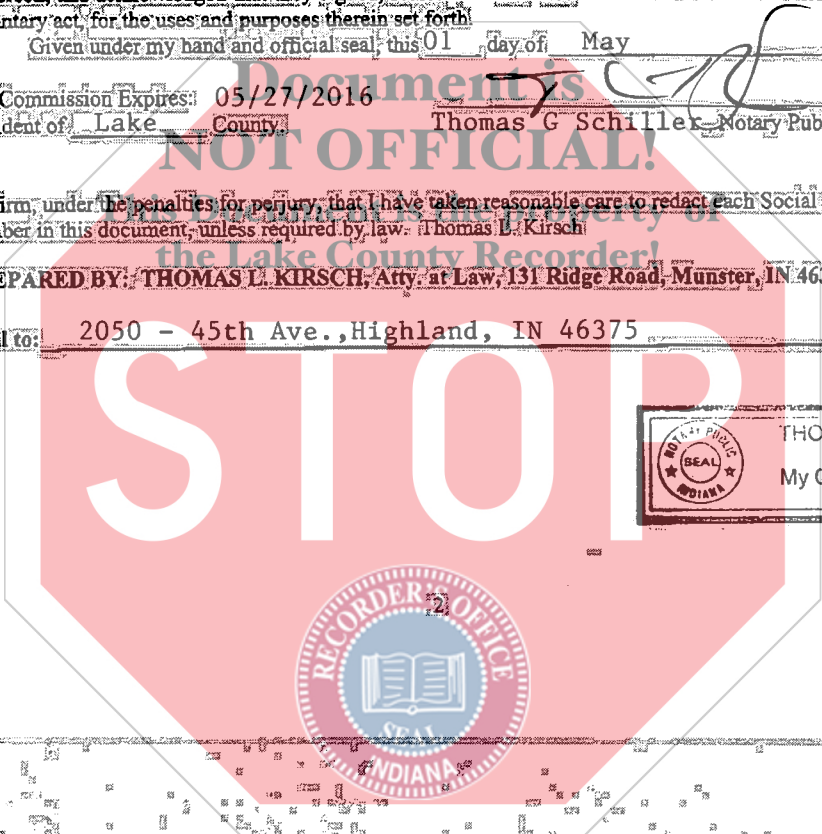 ntary act, for the uses and purposes therein set forth
Given under my hand and official seal, this 01 day of May
Document is
Commission Expires: 05/27/2016
dent of Lake County. Thomas G Schiller Notary Pub
NOT OFFICIAL!
irm, under the penalties for perjury, that I have taken reasonable care to redact each Social
This Document is the property of
ber in this document, unless required by law. Thomas L. Kirsch
the Lake County Recorder!
EPARED BY: THOMAS L. KIRSCH, Atty. at Law, 131 Ridge Road, Munster, IN 463
l to: 2050 - 45th Ave.,Highland, IN 46375
STOP
THO
NOTARY PUBLIC
SEAL
INDIANA
My C
2
RECORDER'S OFFICE
SEAL
INDIANA